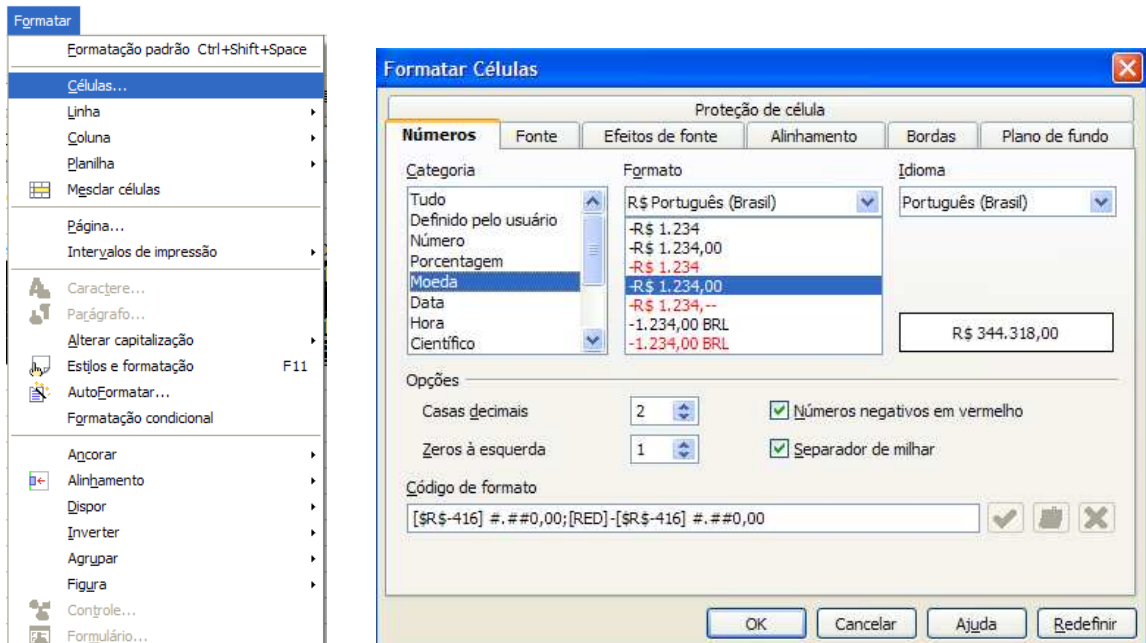 Formatar
Formatação padrão Ctrl+Shift+Space
Células...
Linha
Coluna
Planilha
Mesclar células
Página...
Intervalos de impressão
Caractere...
Parágrafo...
Alterar capitalização
Estilos e formatação F11
AutoFormatar...
Formatação condicional
Ancorar
Alinhamento
Dispor
Inverter
Agrupar
Figura
Controle...
Formulário...
Formatar Células
Proteção de célula
Números Fonte Efeitos de fonte Alinhamento Bordas Plano de fundo
Categoria
Tudo
Definido pelo usuário
Número
Porcentagem
Moeda
Data
Hora
Científico
Formato
R$ Português (Brasil)
-R$ 1.234
-R$ 1.234,00
-R$ 1.234
-R$ 1.234,00
-R$ 1.234,--
-1.234,00 BRL
-1.234,00 BRL
Idioma
Português (Brasil)
R$ 344.318,00
Opções
Casas decimais 2 Números negativos em vermelho
Zeros à esquerda 1 Separador de milhar
Código de formato
[$R$-416] #.##0,00;[RED]-[$R$-416] #.##0,00
OK Cancelar Ajuda Redefinir